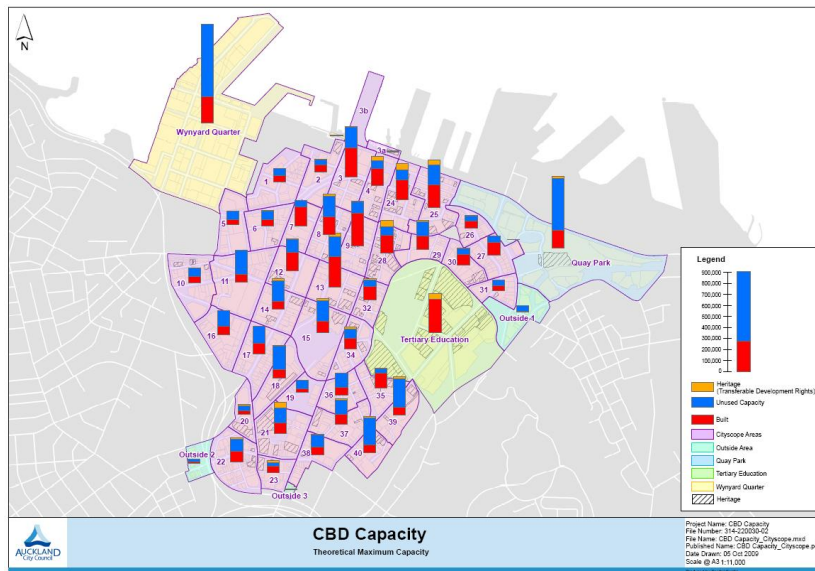 N
3b
Wynyard Quarter
3a
1
2
3
4
24
25
5
6
7
8
9
26
28
29
30
27
Quay Park
10
11
12
13
31
14
32
Outside 1
16
15
17
34
Tertiary Education
18
19
36
35
20
21
37
39
Outside 2
22
38
40
23
Outside 3
Legend
900,000
800,000
700,000
600,000
500,000
400,000
300,000
200,000
100,000
0
Heritage
(Transferable Development Rights)
Unused Capacity
Built
Cityscope Areas
Outside Area
Quay Park
Tertiary Education
Wynyard Quarter
Heritage
AUCKLAND
City Council
CBD Capacity
Theoretical Maximum Capacity
Project Name: CBD Capacity
File Number: 314-220030-02
File Name: CBD Capacity_Cityscope.mxd
Published Name: CBD Capacity_Cityscope.p
Date Drawn: 05 Oct 2009
Scale @ A3 1:11,000